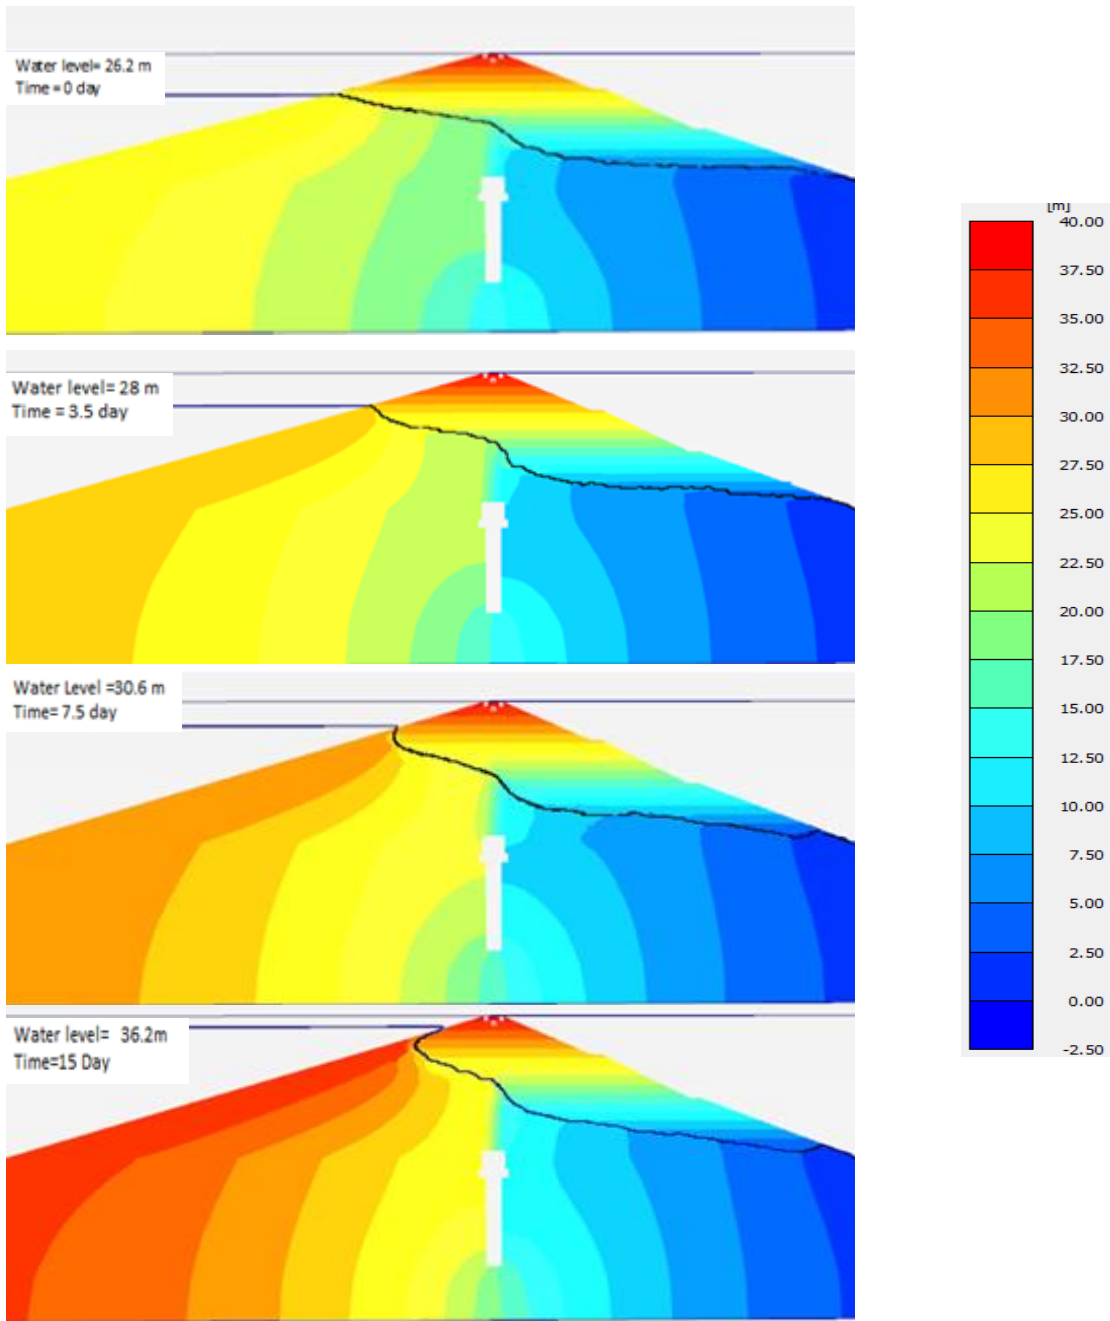 Water level= 26.2 m
Time = 0 day
Water level= 28 m
Time = 3.5 day
Water Level =30.6 m
Time= 7.5 day
Water level= 36.2m
Time=15 Day
[m]
40.00
37.50
35.00
32.50
30.00
27.50
25.00
22.50
20.00
17.50
15.00
12.50
10.00
7.50
5.00
2.50
0.00
-2.50